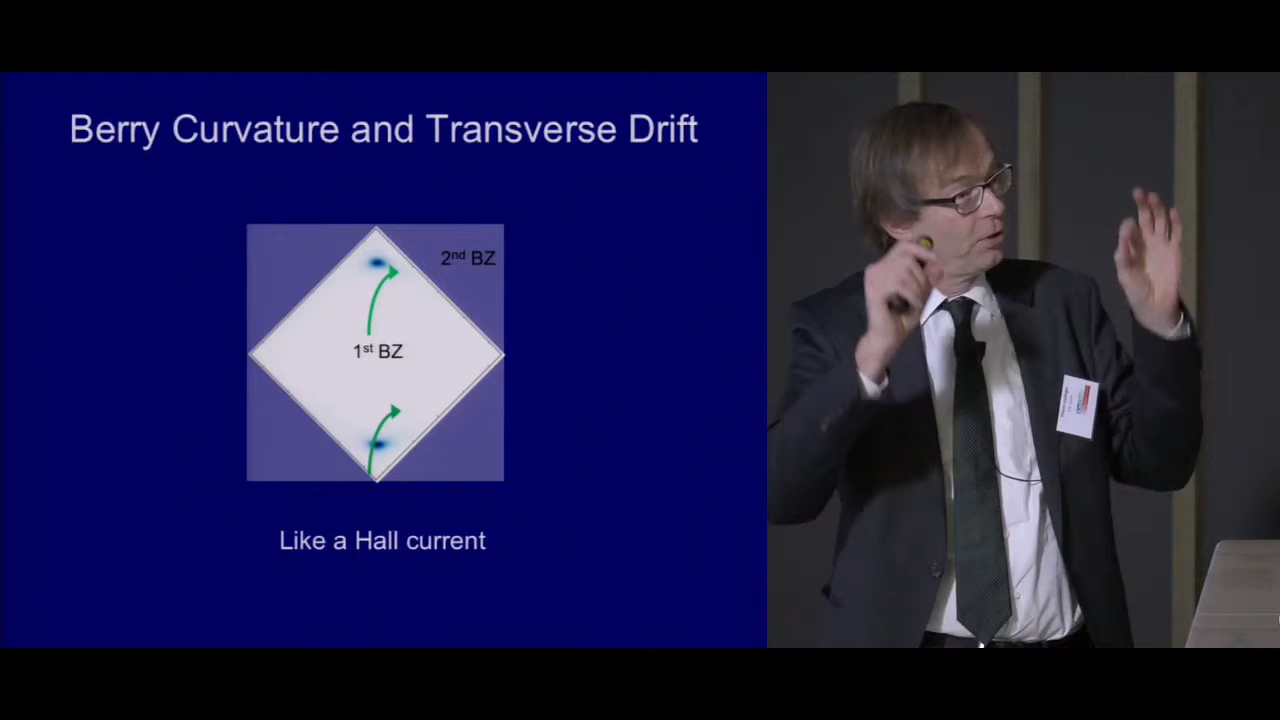 Berry Curvature and Transverse Drift
2nd BZ
1st BZ
Like a Hall current